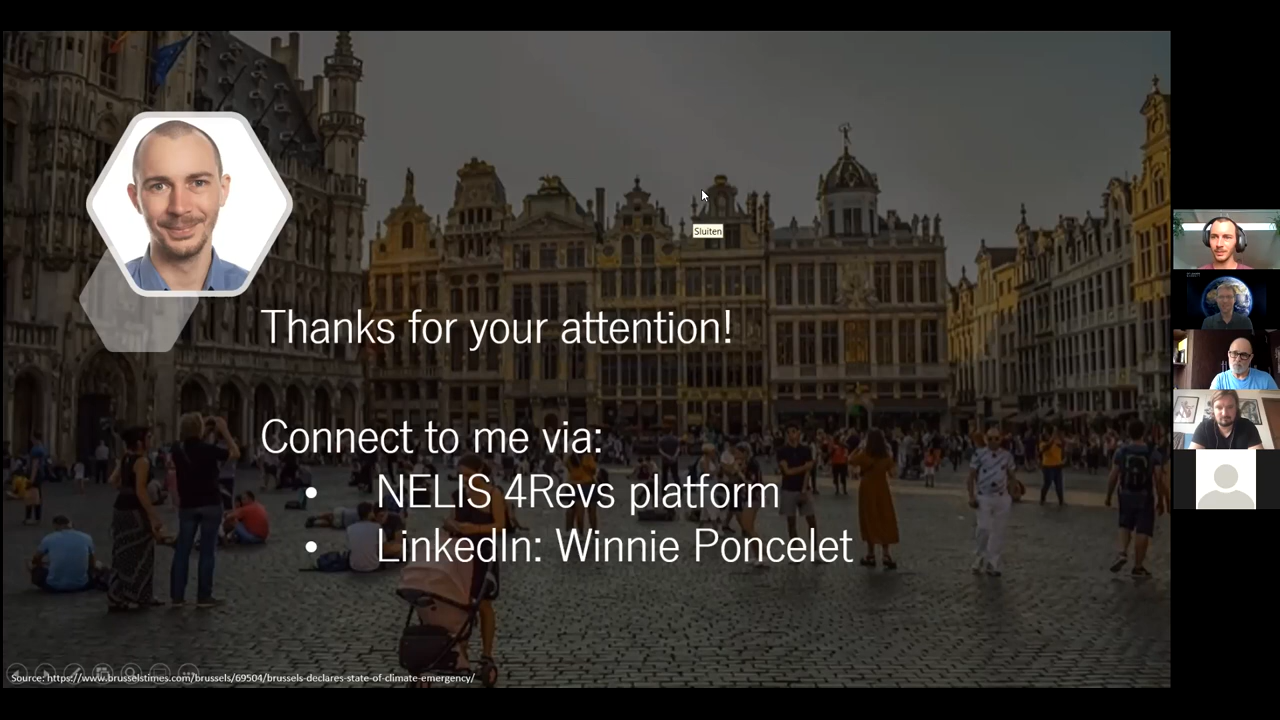 Sluiten
Thanks for your attention!
Connect to me via:
• NELIS 4Revs platform
• LinkedIn: Winnie Poncelet
Source: https://www.brusselstimes.com/brussels/69504/brussels-declares-state-of-climate-emergency/